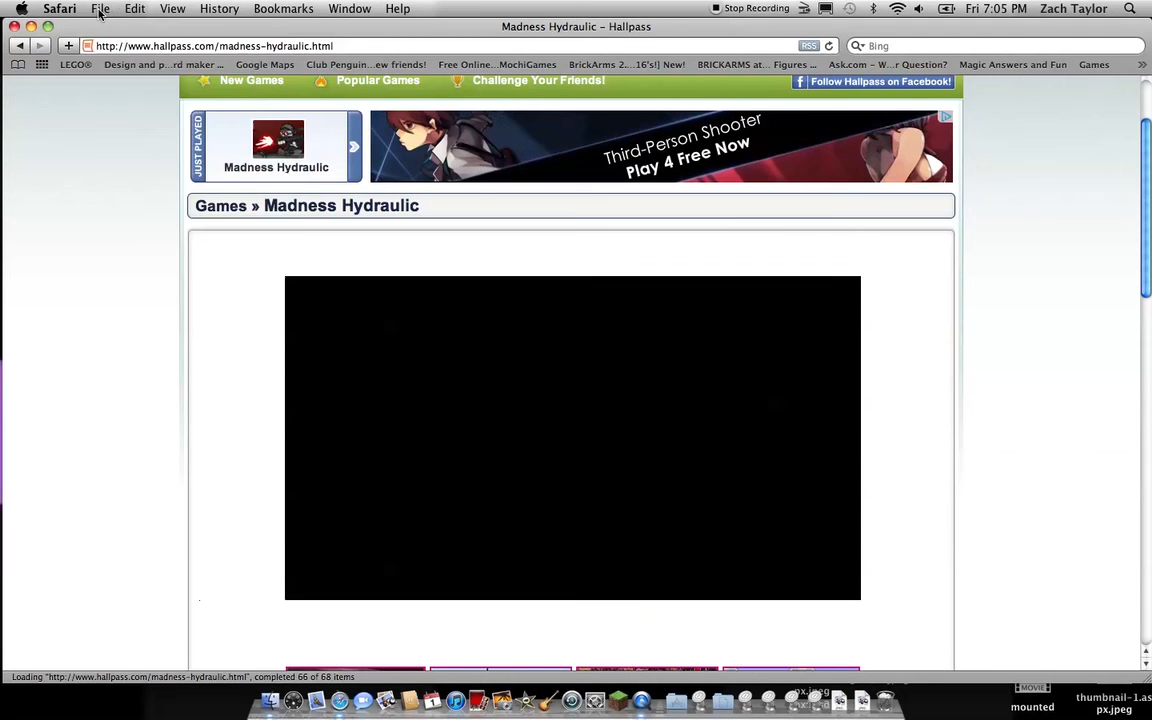 Safari File Edit View History Bookmarks Window Help Stop Recording Fri 7:05 PM Zach Taylor
Madness Hydraulic – Hallpass
http://www.hallpass.com/madness-hydraulic.html RSS Bing
LEGO® Design and p...rd maker ... Google Maps Club Penguin...ew friends! Free Online...MochiGames BrickArms 2....16's!] New! BRICKARMS at... Figures ... Ask.com – W...r Question? Magic Answers and Fun Games
New Games Popular Games Challenge Your Friends! Follow Hallpass on Facebook!
JUST PLAYED
Madness Hydraulic
Third-Person Shooter
Play 4 Free Now
Games » Madness Hydraulic
Loading "http://www.hallpass.com/madness-hydraulic.html", completed 66 of 68 items
px.jpeg
MOVIE
mounted
thumbnail-1.as
px.jpeg